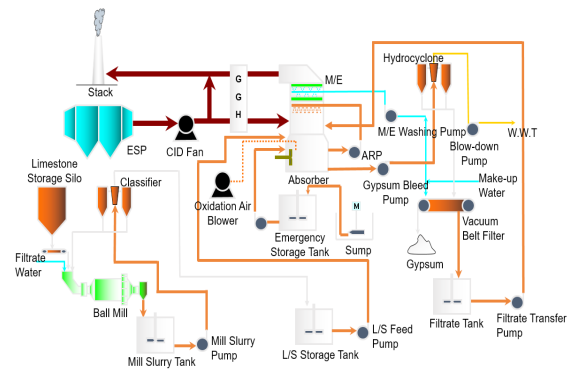 Stack
ESP
CID Fan
G
G
H
M/E
Hydrocyclone
M/E Washing Pump
Blow-down
Pump
W.W.T
ARP
Absorber
Gypsum Bleed
Pump
Make-up
Water
Vacuum
Belt Filter
Gypsum
Limestone
Storage Silo
Classifier
Oxidation Air
Blower
Emergency
Storage Tank
M
Sump
Filtrate
Water
Ball Mill
Mill Slurry Tank
Mill Slurry
Pump
L/S Storage Tank
L/S Feed
Pump
Filtrate Tank
Filtrate Transfer
Pump